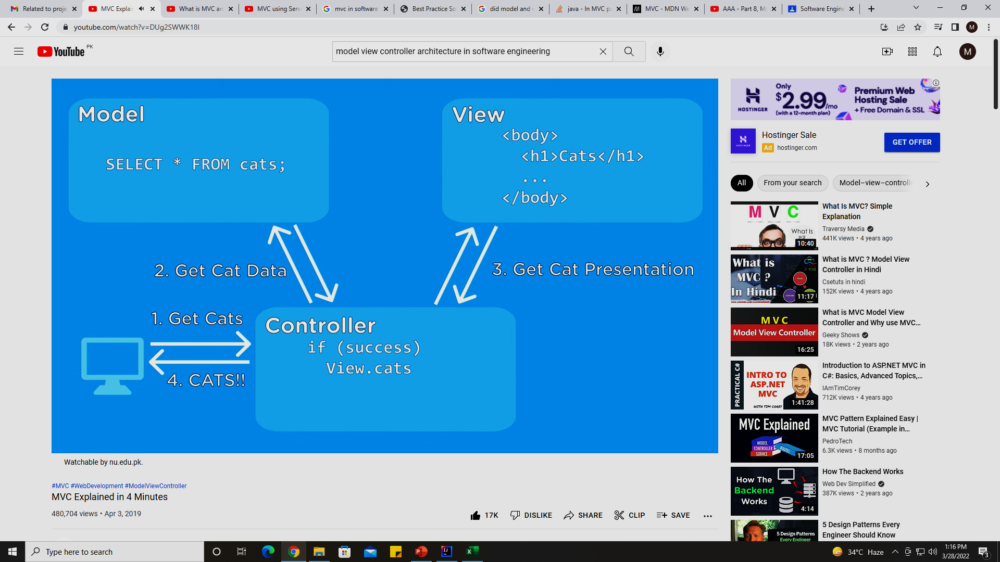 Related to proje
MVC Explain
What is MVC arc
MVC using Serv
mvc in software
Best Practice So
did model and v
java - In MVC pa
MVC - MDN We
AAA - Part 8, M
Software Engine
youtube.com/watch?v=DUg2SWWK18I
M
YouTube PK
model view controller architecture in software engineering
M
Model
SELECT * FROM cats;
View
<body>
<h1>Cats</h1>
...
</body>
2. Get Cat Data
3. Get Cat Presentation
1. Get Cats
4. CATS!!
Controller
if (success)
View.cats
Watchable by nu.edu.pk.
#MVC #WebDevelopment #ModelViewController
MVC Explained in 4 Minutes
480,704 views • Apr 3, 2019
17K
DISLIKE
SHARE
CLIP
SAVE
HOSTINGER
Only
$2.99/mo
(with a 12-month plan)
Premium Web
Hosting Sale
+ Free Domain & SSL
HOSTINGER
Hostinger Sale
Ad hostinger.com
GET OFFER
All
From your search
Model–view–controlle
M V C
What Is
It?
10:40
What Is MVC? Simple
Explanation
Traversy Media
441K views • 4 years ago
What is
MVC ?
In Hindi
Model
Controller
11:17
What is MVC ? Model View
Controller in Hindi
Csetuts in hindi
152K views • 4 years ago
M V C
Model View Controller
16:25
What is MVC Model View
Controller and Why use MVC...
Geeky Shows
18K views • 2 years ago
PRACTICAL C#
INTRO TO
ASP.NET
MVC
WITH TIM COREY
1:41:28
Introduction to ASP.NET MVC in
C#: Basics, Advanced Topics,...
IAmTimCorey
712K views • 4 years ago
MVC Explained
MODEL
CONTROLLER
SERVICE
ROUTES
17:05
MVC Pattern Explained Easy |
MVC Tutorial (Example in...
PedroTech
6.3K views • 8 months ago
How The
Backend
Works
4:14
How The Backend Works
Web Dev Simplified
387K views • 2 years ago
5 Design Patterns
Every Engineer
5 Design Patterns Every
Engineer Should Know
Type here to search
34°C Haze
1:16 PM
3/28/2022
3